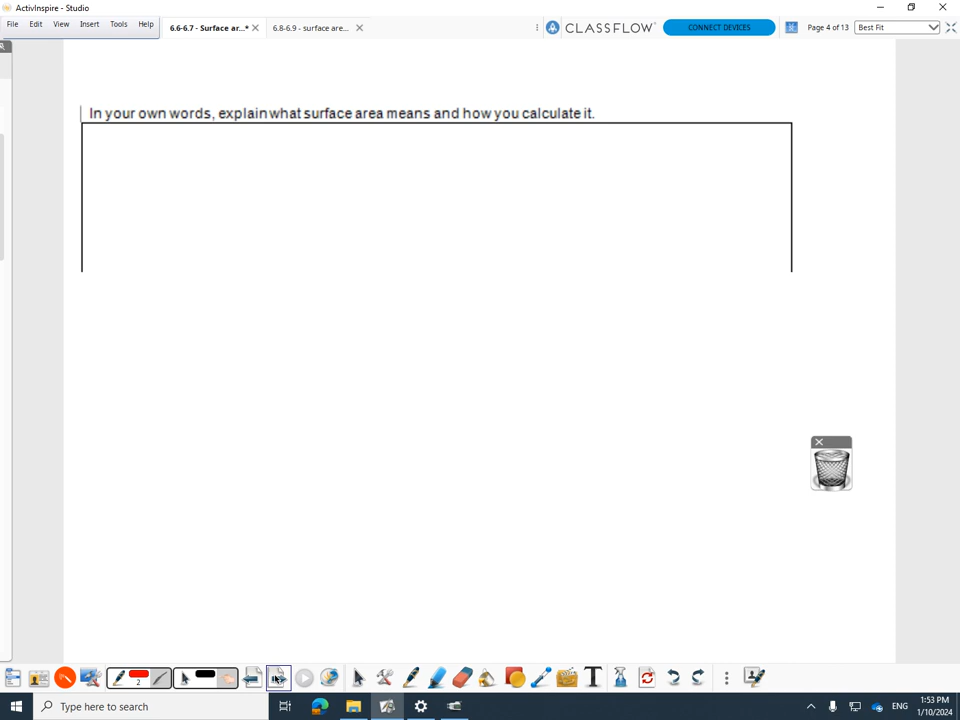 ActivInspire - Studio
File Edit View Insert Tools Help
6.6-6.7 - Surface ar...*
6.8-6.9 - surface are...
CLASSFLOW
CONNECT DEVICES
Page 4 of 13
Best Fit
In your own words, explain what surface area means and how you calculate it.
2
T
Type here to search
ENG
1:53 PM
1/10/2024